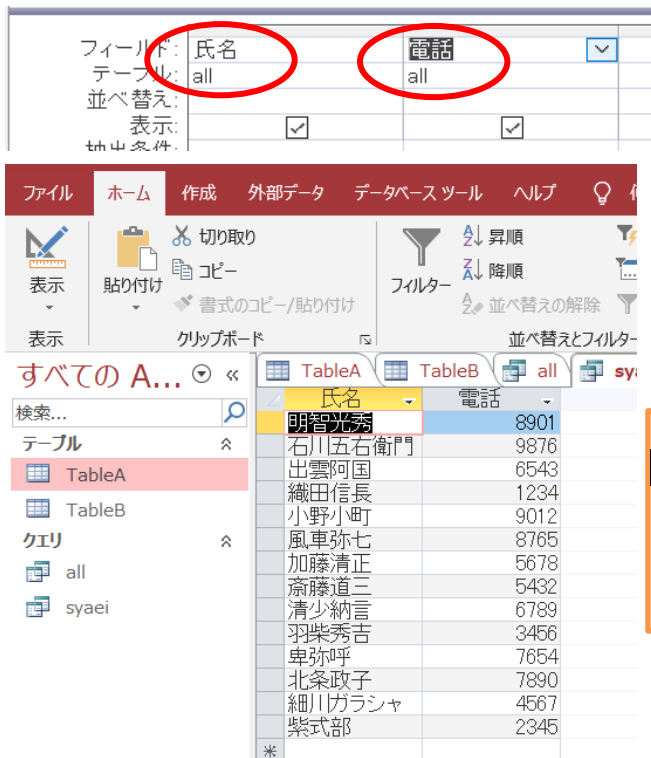 フィールド: 氏名 電話
テーブル: all all
並べ替え:
表示:
抽出条件:
ファイル ホーム 作成 外部データ データベース ツール ヘルプ
表示 貼り付け 切り取り コピー 書式のコピー/貼り付け フィルター 昇順 降順 並べ替えの解除
表示 クリップボード 並べ替えとフィルター
すべての A... «
検索...
テーブル
TableA
TableB
クエリ
all
syaei
TableA TableB all sya
氏名 電話
明智光秀 8901
石川五右衛門 9876
出雲阿国 6543
織田信長 1234
小野小町 9012
風車弥七 8765
加藤清正 5678
斎藤道三 5432
清少納言 6789
羽柴秀吉 3456
卑弥呼 7654
北条政子 7890
細川ガラシャ 4567
紫式部 2345